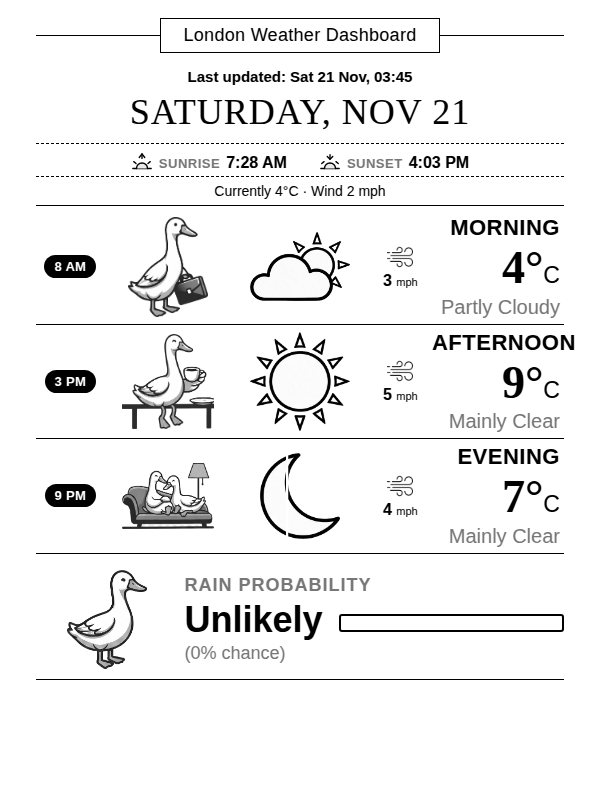 London Weather Dashboard
Last updated: Sat 21 Nov, 03:45
SATURDAY, NOV 21
SUNRISE 7:28 AM SUNSET 4:03 PM
Currently 4°C · Wind 2 mph
8 AM
3 mph
MORNING
4°C
Partly Cloudy
3 PM
5 mph
AFTERNOON
9°C
Mainly Clear
9 PM
4 mph
EVENING
7°C
Mainly Clear
RAIN PROBABILITY
Unlikely
(0% chance)